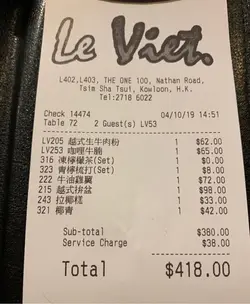 Le Viet.
L402,L403, THE ONE 100, Nathan Road,
Tsim Sha Tsut, Kowloon, H.K.
Tel:2718 6022
Check 14474 04/10/19 14:51
Table 72 2 Guest(s) LV53
LV205 越式生牛肉粉 1 $62.00
LV253 咖哩牛腩 1 $65.00
316 凍檸檬茶(Set) 1 $0.00
323 青檸梳打(Set) 1 $8.00
222 牛油雞翼 1 $72.00
215 越式拼盆 1 $98.00
243 拉椰糕 1 $33.00
321 椰青 1 $42.00
Sub-total $380.00
Service Charge $38.00
Total $418.00